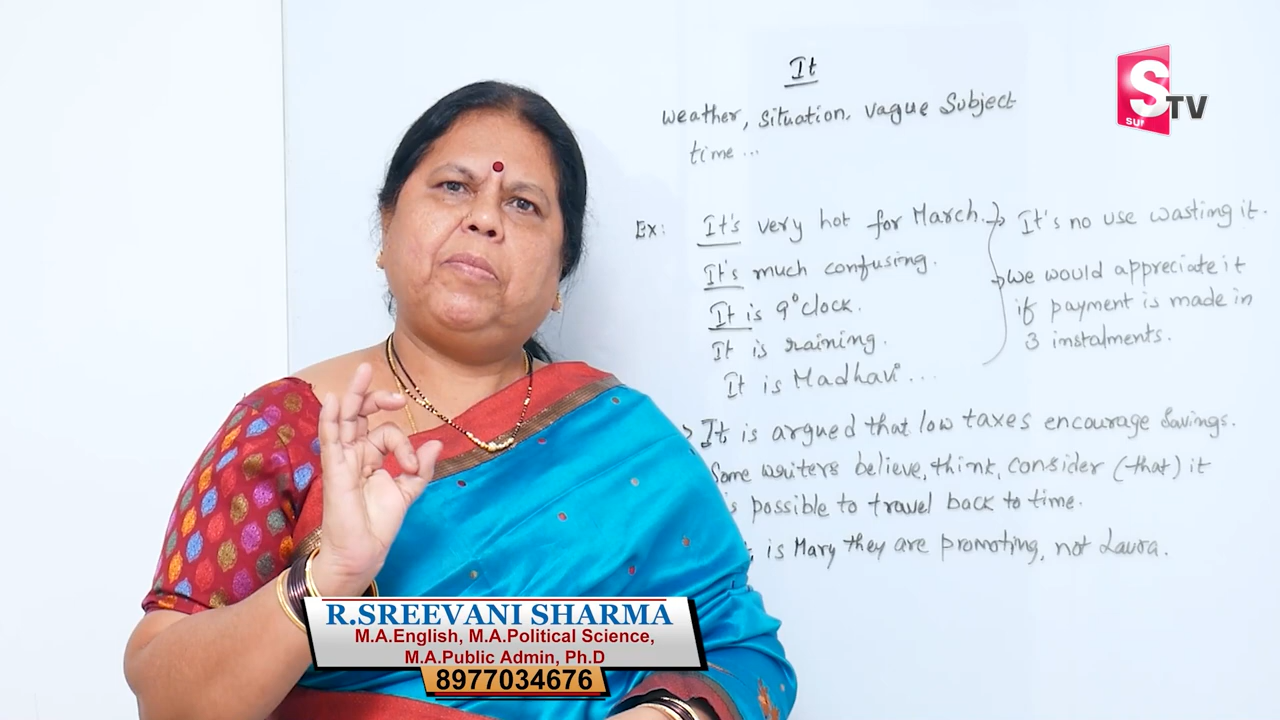 It
weather, situation, vague Subject
time...
Ex: It's very hot for March.
It's much confusing.
It is 9°clock.
It is raining.
It is Madhavi...
It's no use wasting it.
We would appreciate it
if payment is made in
3 instalments.
It is argued that low taxes encourage Savings.
Some writers believe, think, consider (that) it
s possible to travel back to time.
is Mary they are promoting, not Laura.
S TV
SU
R.SREEVANI SHARMA
M.A.English, M.A.Political Science,
M.A.Public Admin, Ph.D
8977034676